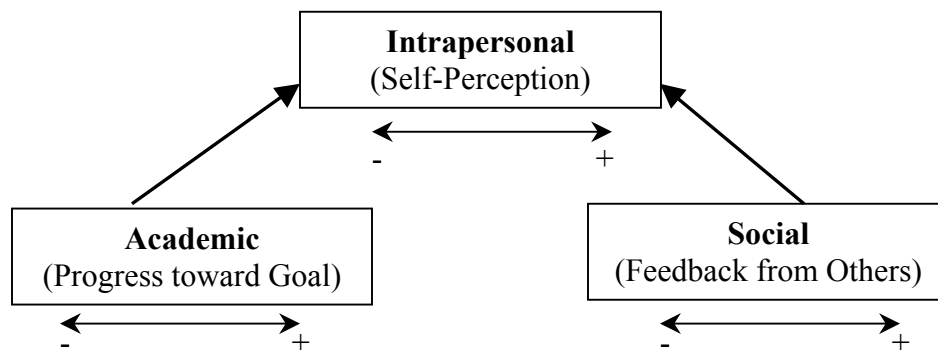 Intrapersonal
(Self-Perception)
- +
Academic
(Progress toward Goal)
- +
Social
(Feedback from Others)
- +